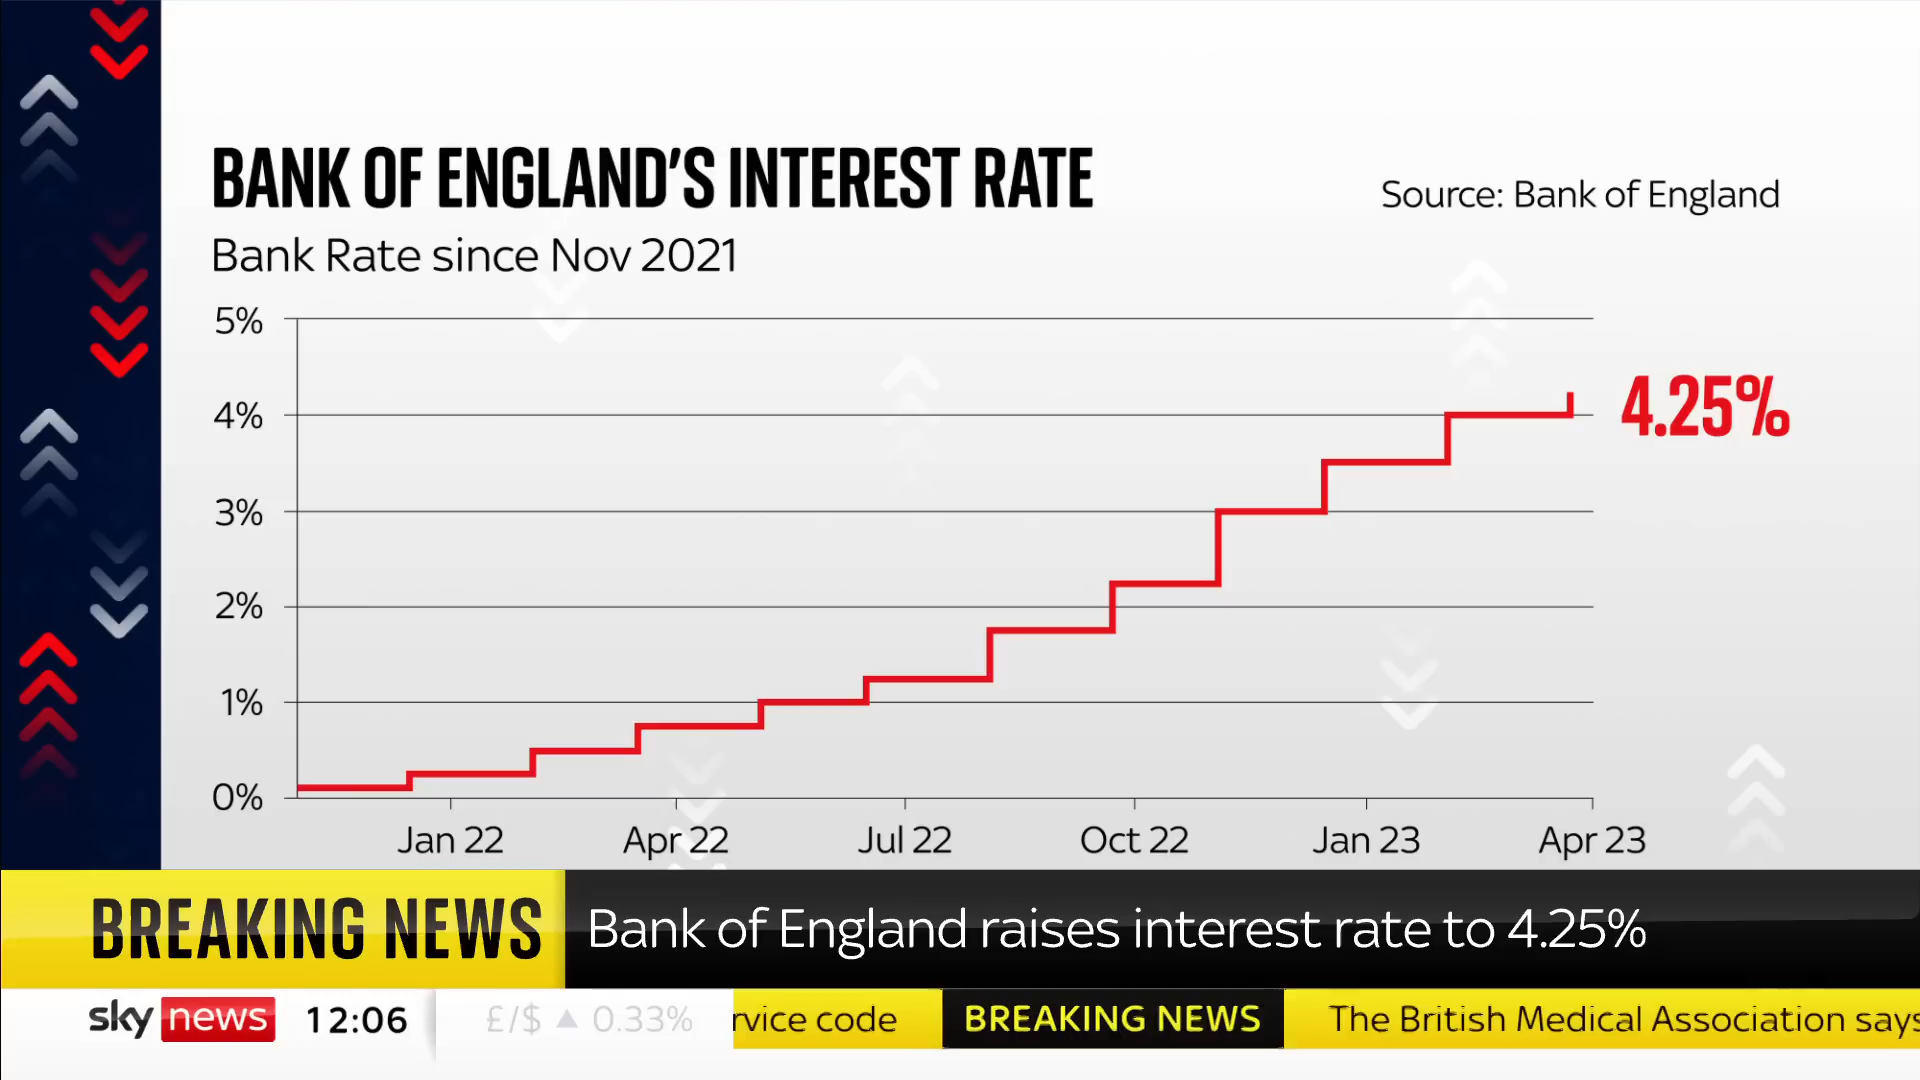 BANK OF ENGLAND'S INTEREST RATE
Source: Bank of England
Bank Rate since Nov 2021
5%
4%
3%
2%
1%
0%
4.25%
Jan 22
Apr 22
Jul 22
Oct 22
Jan 23
Apr 23
BREAKING NEWS
Bank of England raises interest rate to 4.25%
sky news
12:06
£/$ ▲ 0.33%
rvice code
BREAKING NEWS
The British Medical Association says